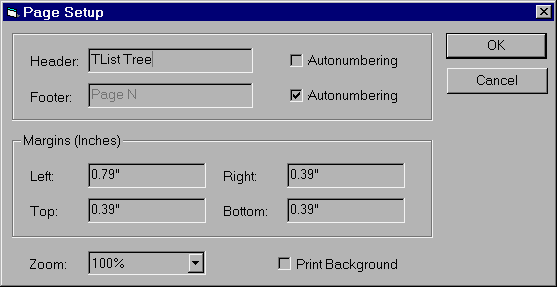 Page Setup
Header: TList Tree Autonumbering OK
Footer: Page N Autonumbering Cancel
Margins (Inches)
Left: 0.79" Right: 0.39"
Top: 0.39" Bottom: 0.39"
Zoom: 100% Print Background